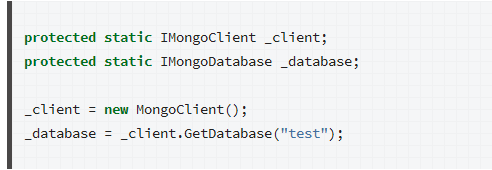 protected static IMongoClient _client;
protected static IMongoDatabase _database;
_client = new MongoClient();
_database = _client.GetDatabase("test");